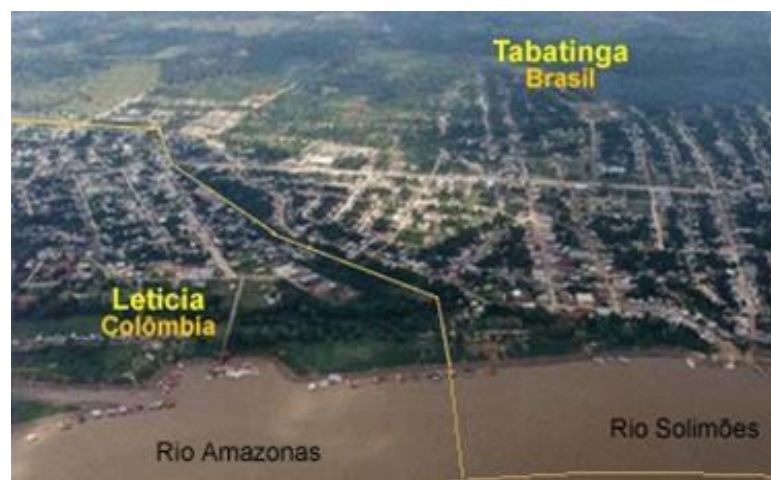 Tabatinga
Brasil
Leticia
Colômbia
Rio Solimões
Rio Amazonas